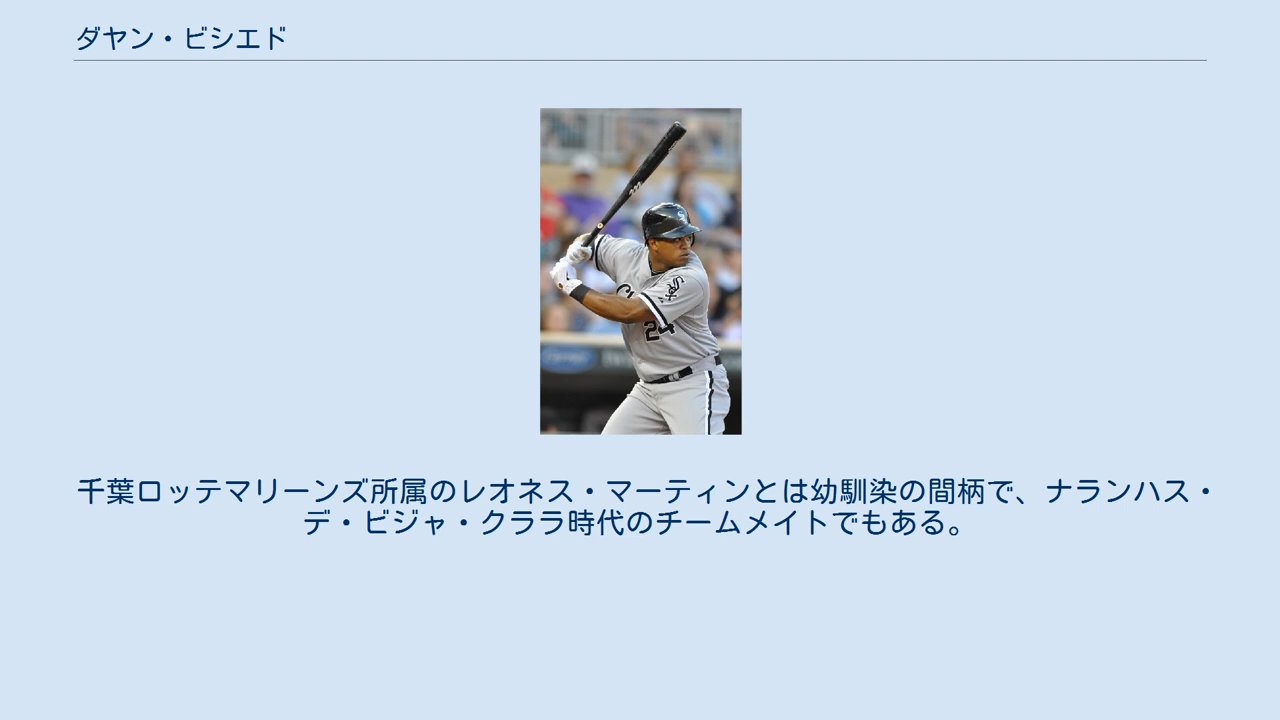 ダヤン・ビシエド
24
千葉ロッテマリーンズ所属のレオネス・マーティンとは幼馴染の間柄で、ナランハス・
デ・ビジャ・クララ時代のチームメイトでもある。